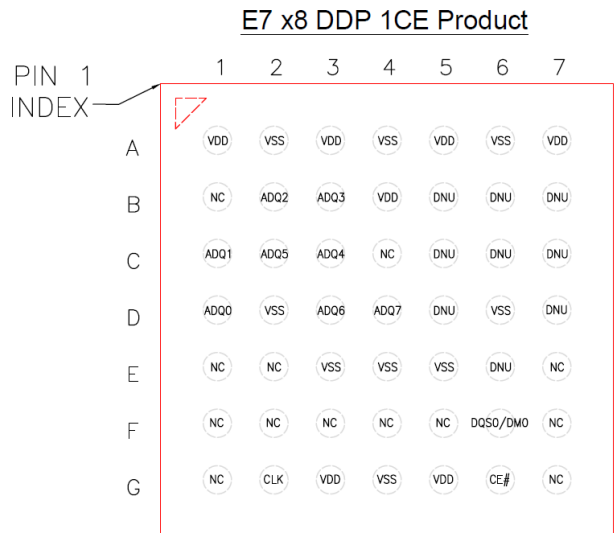 E7 x8 DDP 1CE Product
PIN 1
INDEX
1 2 3 4 5 6 7
A VDD VSS VDD VSS VDD VSS VDD
B NC ADQ2 ADQ3 VDD DNU DNU DNU
C ADQ1 ADQ5 ADQ4 NC DNU DNU DNU
D ADQ0 VSS ADQ6 ADQ7 DNU VSS DNU
E NC NC VSS VSS VSS DNU NC
F NC NC NC NC NC DQS0/DM0 NC
G NC CLK VDD VSS VDD CE# NC